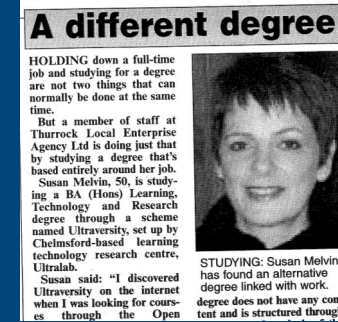 A different degree
HOLDING down a full-time
job and studying for a degree
are not two things that can
normally be done at the same
time.
But a member of staff at
Thurrock Local Enterprise
Agency Ltd is doing just that
by studying a degree that's
based entirely around her job.
Susan Melvin, 50, is study-
ing a BA (Hons) Learning,
Technology and Research
degree through a scheme
named Ultraversity, set up by
Chelmsford-based learning
technology research centre,
Ultralab.
Susan said: “I discovered
Ultraversity on the internet
when I was looking for cours-
es through the Open
STUDYING: Susan Melvin
has found an alternative
degree linked with work.
degree does not have any con
tent and is structured throug